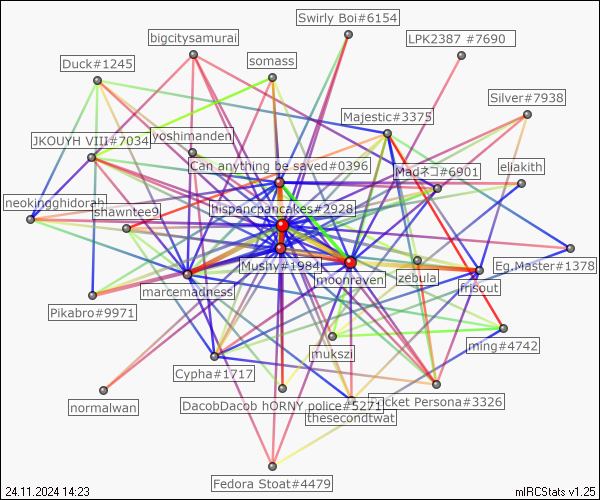 Swirly Boi#6154
bigcitysamurai
LPK2387 #7690
somass
Duck#1245
Silver#7938
Majestic#3375
yoshimanden
JKOUYH VIII#7034
Can anything be saved#0396
Madネコ#6901
eliakith
neokingghidorah
shawntee9
hispancpancakes#2928
Mushy#1984
Eg.Master#1378
moonraven
zebula
frisout
marcemadness
Pikabro#9971
ming#4742
mukszi
Cypha#1717
normalwan
DacobDacob hORNY police#5271
cket Persona#3326
thesecondtwat
Fedora Stoat#4479
24.11.2024 14:23
mIRCStats v1.25